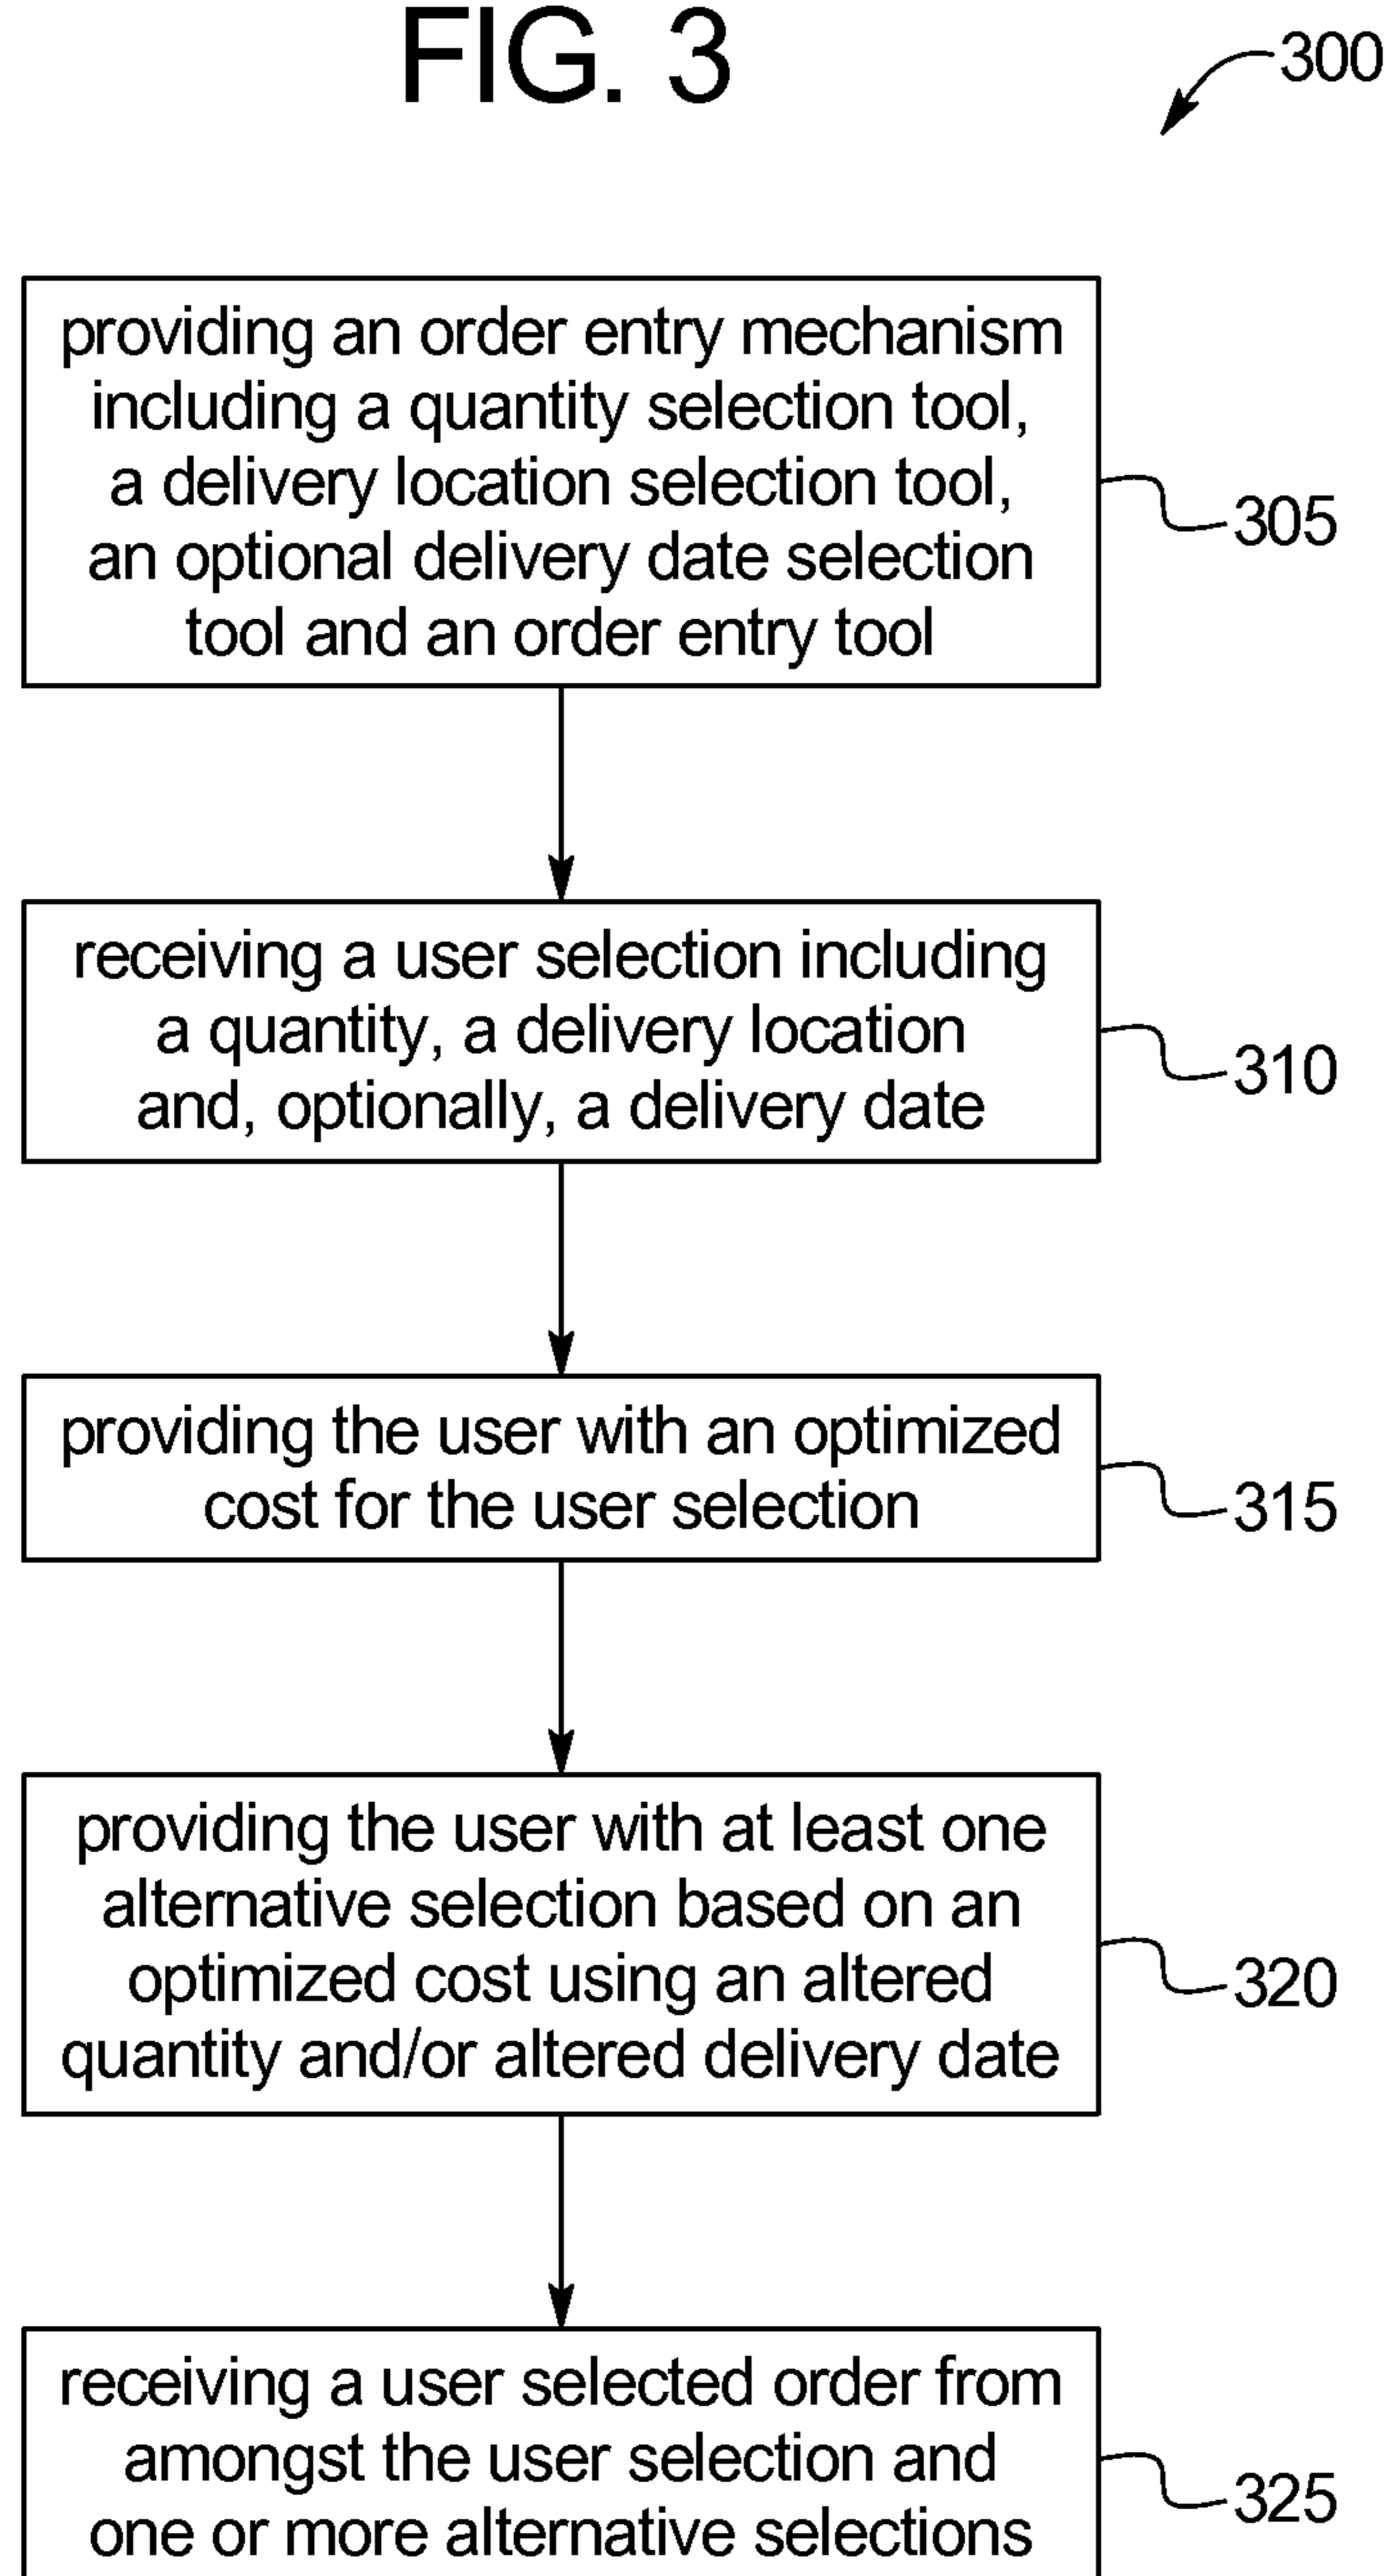 FIG. 3
300
providing an order entry mechanism
including a quantity selection tool,
a delivery location selection tool,
an optional delivery date selection
tool and an order entry tool
305
receiving a user selection including
a quantity, a delivery location
and, optionally, a delivery date
310
providing the user with an optimized
cost for the user selection
315
providing the user with at least one
alternative selection based on an
optimized cost using an altered
quantity and/or altered delivery date
320
receiving a user selected order from
amongst the user selection and
one or more alternative selections
325